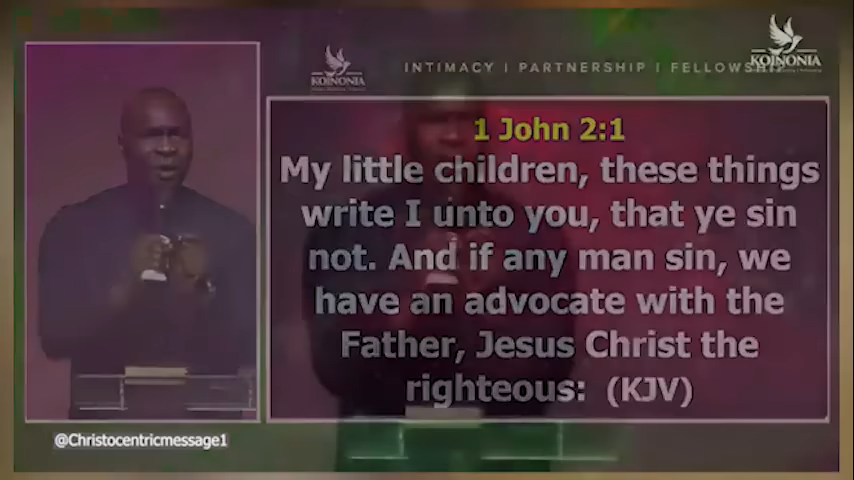 KOINONIA
INTIMACY | PARTNERSHIP | FELLOWSHIP
KOINONIA
1 John 2:1
My little children, these things
write I unto you, that ye sin
not. And if any man sin, we
have an advocate with the
Father, Jesus Christ the
righteous: (KJV)
@Christocentricmessage1